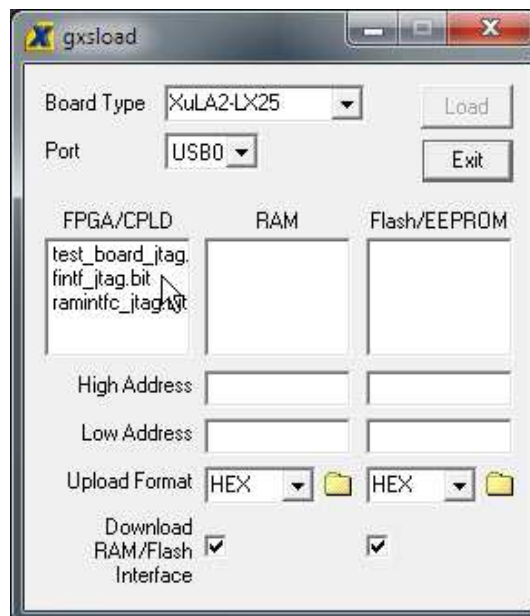 gxsload
Board Type XuLA2-LX25 Load
Port USB0 Exit
FPGA/CPLD RAM Flash/EEPROM
test_board_jtag.
fintf_jtag.bit
ramintfc_jtag.bit
High Address
Low Address
Upload Format HEX HEX
Download
RAM/Flash
Interface